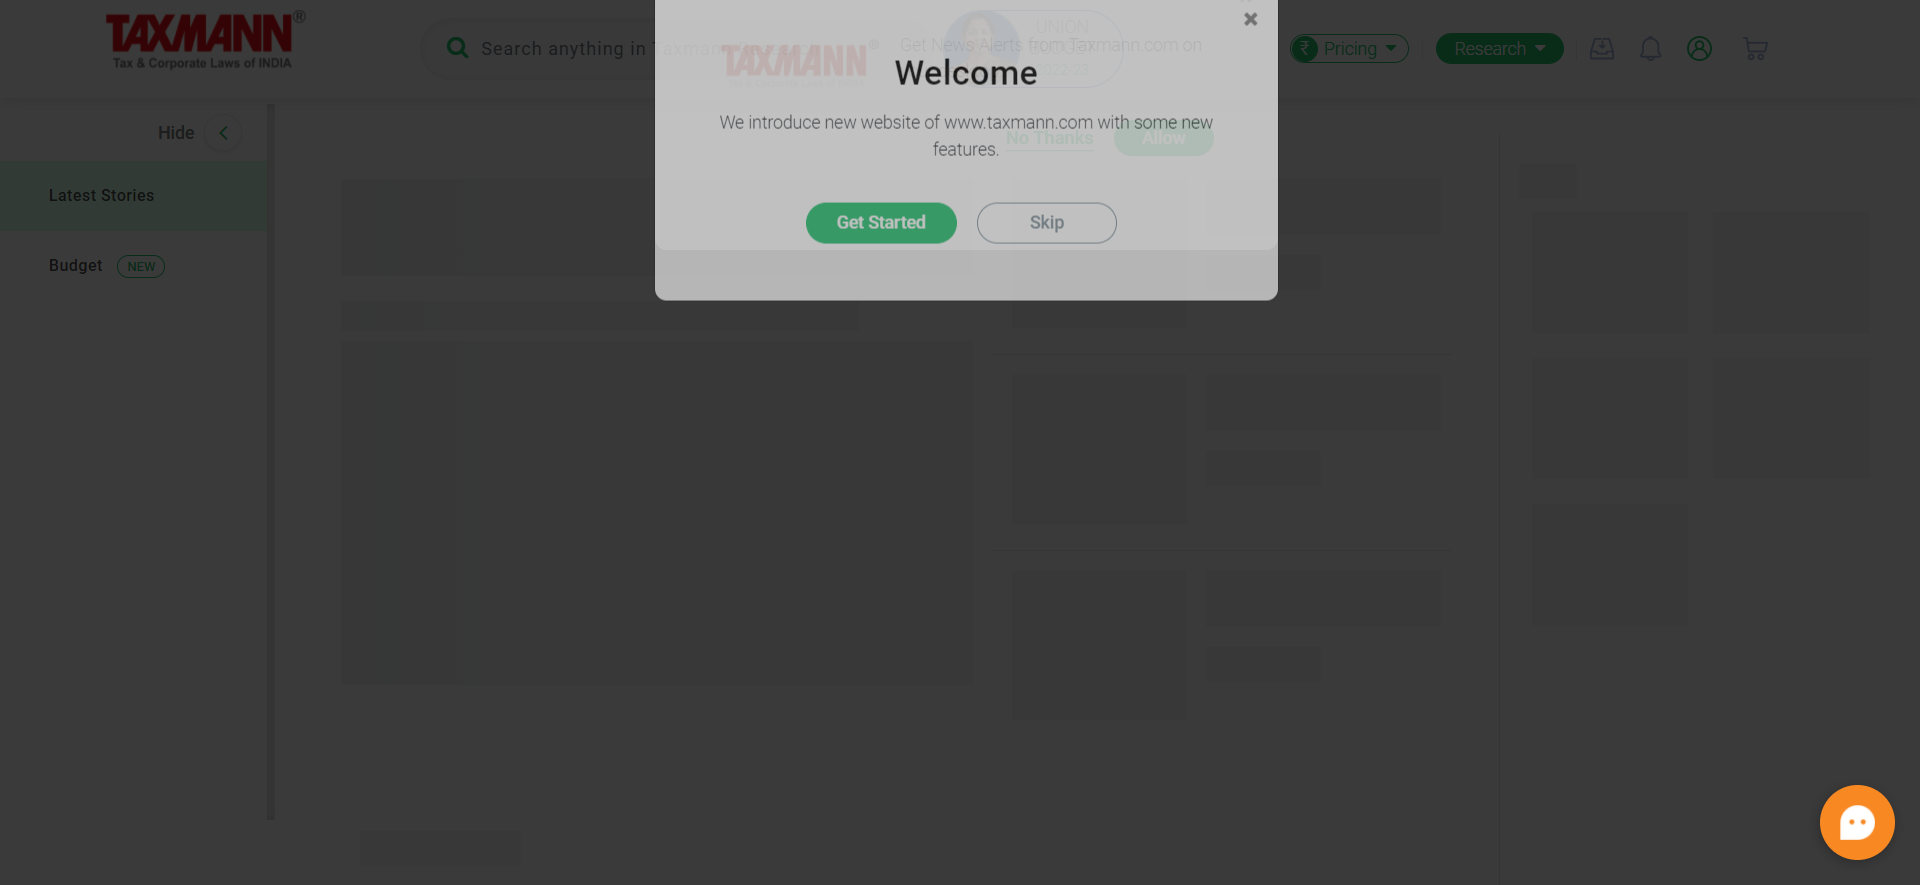 TAXMANN®
Tax & Corporate Laws of INDIA
Search anything in Taxmann
UNION
Get News Alerts from Taxmann.com on
TAXMANN®
Pricing
Research
Welcome
Hide
We introduce new website of www.taxmann.com with some new
features.
No Thanks
Allow
Latest Stories
Get Started
Skip
Budget NEW